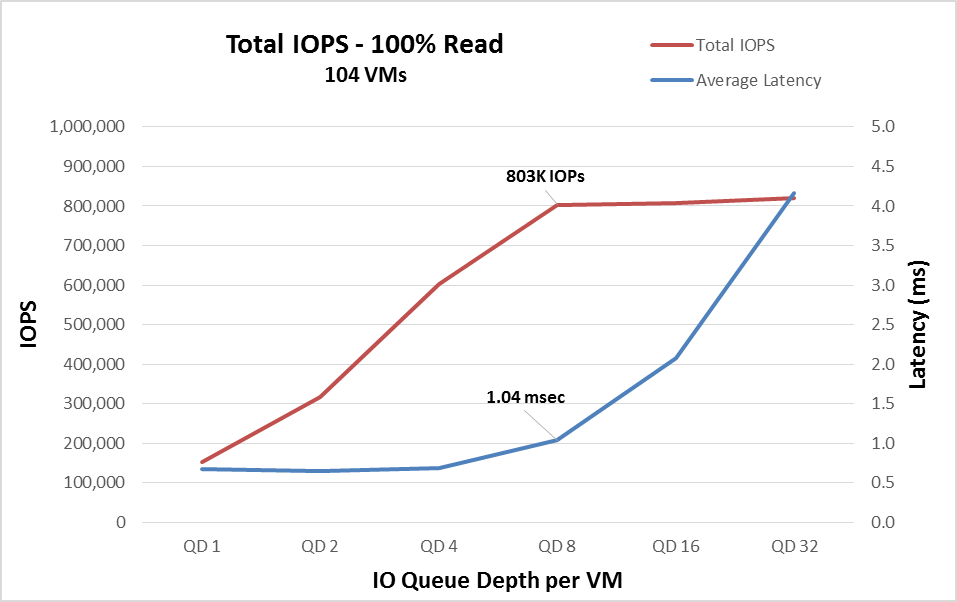 Total IOPS - 100% Read
104 VMs
Total IOPS
Average Latency
1,000,000
900,000
800,000
700,000
600,000
500,000
400,000
300,000
200,000
100,000
0
IOPS
803K IOPs
1.04 msec
5.0
4.5
4.0
3.5
3.0
2.5
2.0
1.5
1.0
0.5
0.0
Latency (ms)
QD 1 QD 2 QD 4 QD 8 QD 16 QD 32
IO Queue Depth per VM